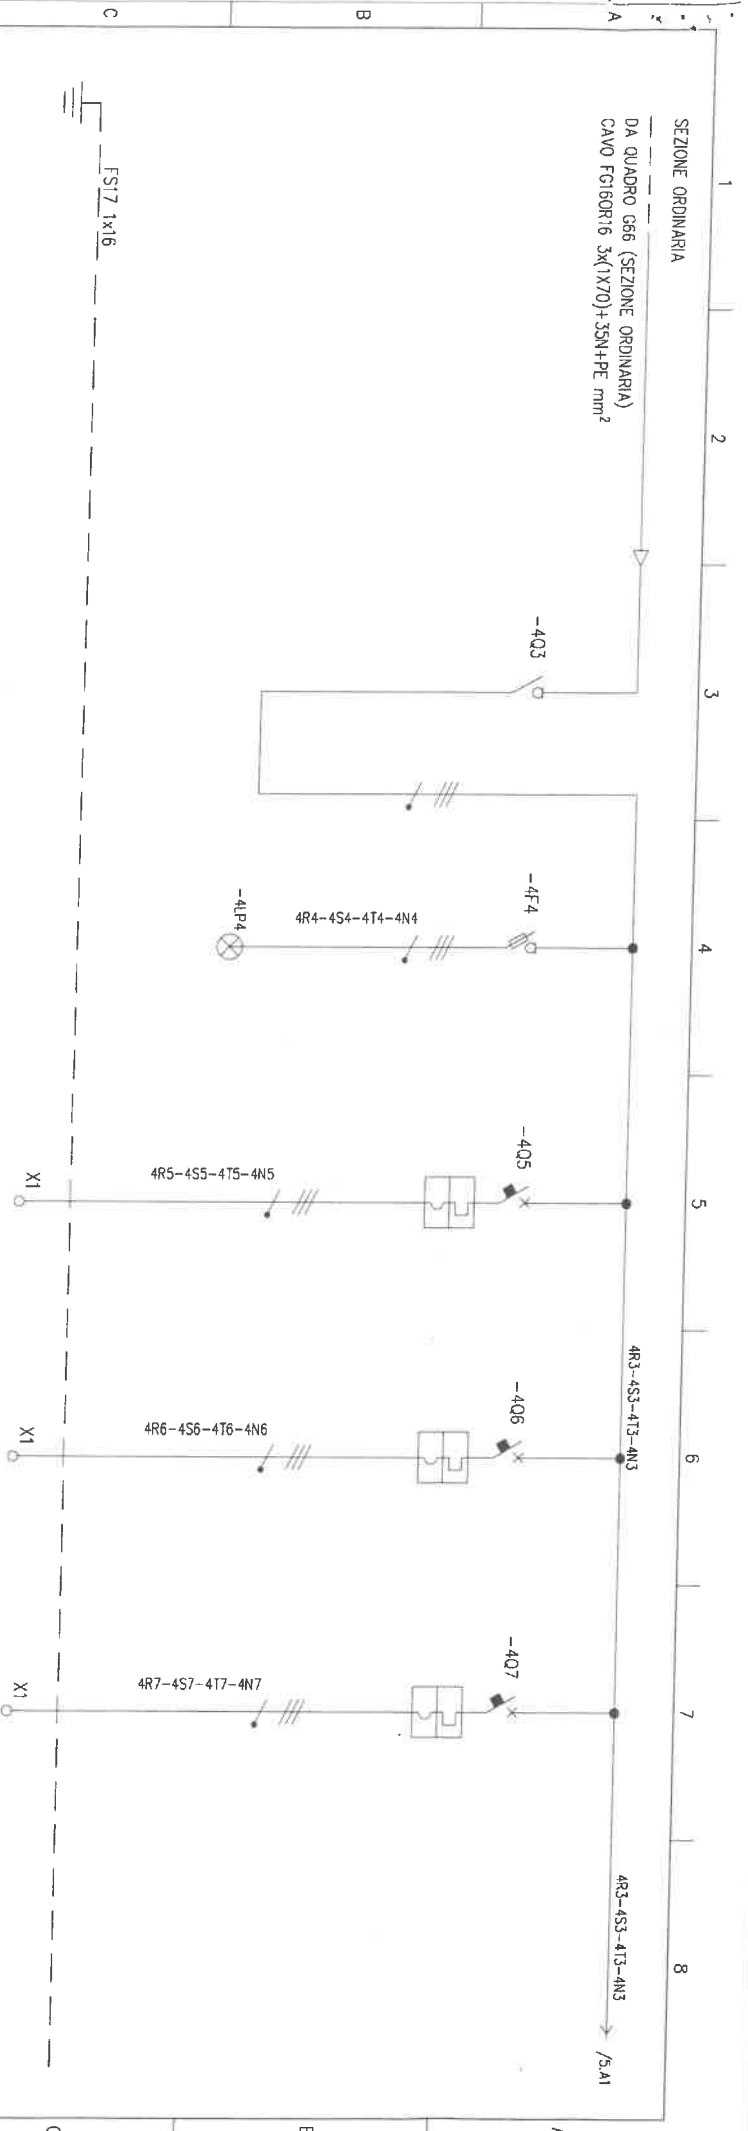 1
2
3
4
5
6
7
8
A
B
C
SEZIONE ORDINARIA
DA QUADRO G66 (SEZIONE ORDINARIA)
CAVO FG16OR16 3x(1X70)+35N+PE mm²
-4Q3
-4F4
-4Q5
-4Q6
-4Q7
4R3-4S3-4T3-4N3
4R3-4S3-4T3-4N3
/5.A1
4R4-4S4-4T4-4N4
-4LP4
4R5-4S5-4T5-4N5
4R6-4S6-4T6-4N6
4R7-4S7-4T7-4N7
FS17 1x16
X1
X1
X1